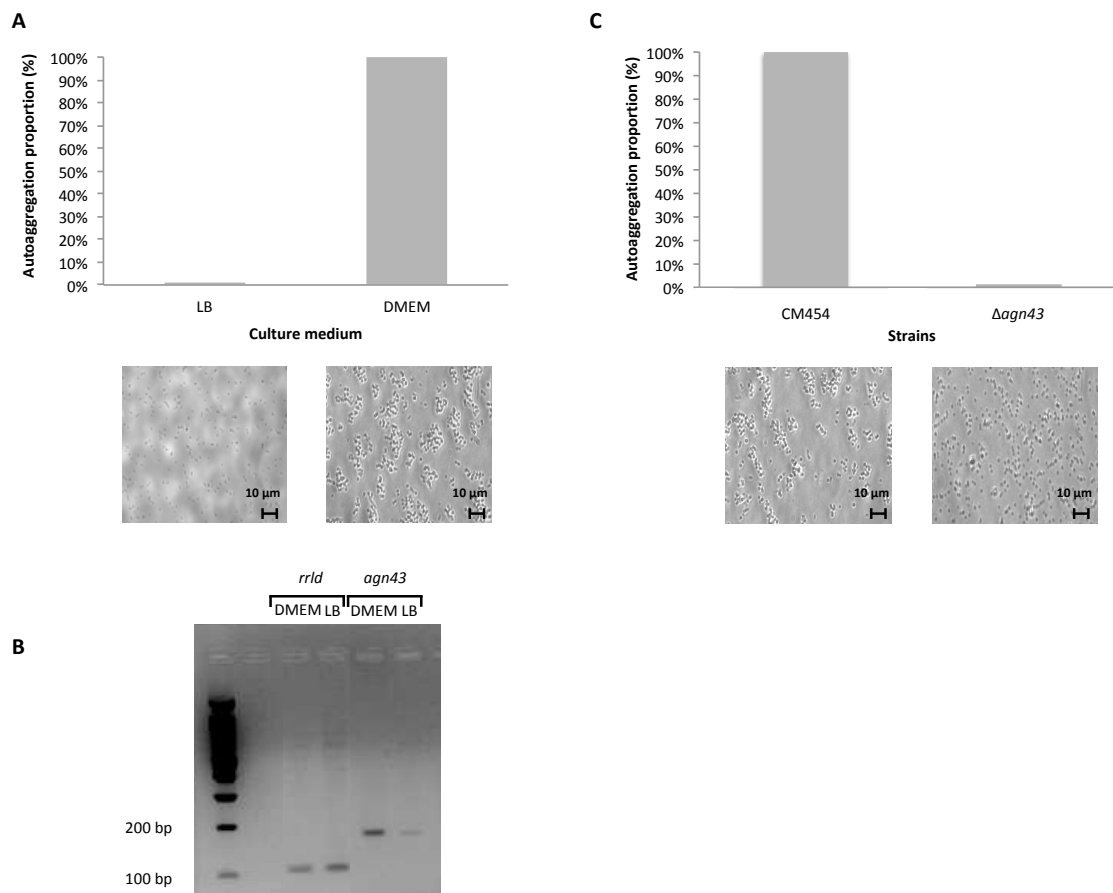 A
Autoaggregation proportion (%)
100%
90%
80%
70%
60%
50%
40%
30%
20%
10%
0%
LB DMEM
Culture medium
10 µm 10 µm
C
Autoaggregation proportion (%)
100%
90%
80%
70%
60%
50%
40%
30%
20%
10%
0%
CM454 Δagn43
Strains
10 µm 10 µm
B
rrld agn43
DMEM LB DMEM LB
200 bp
100 bp